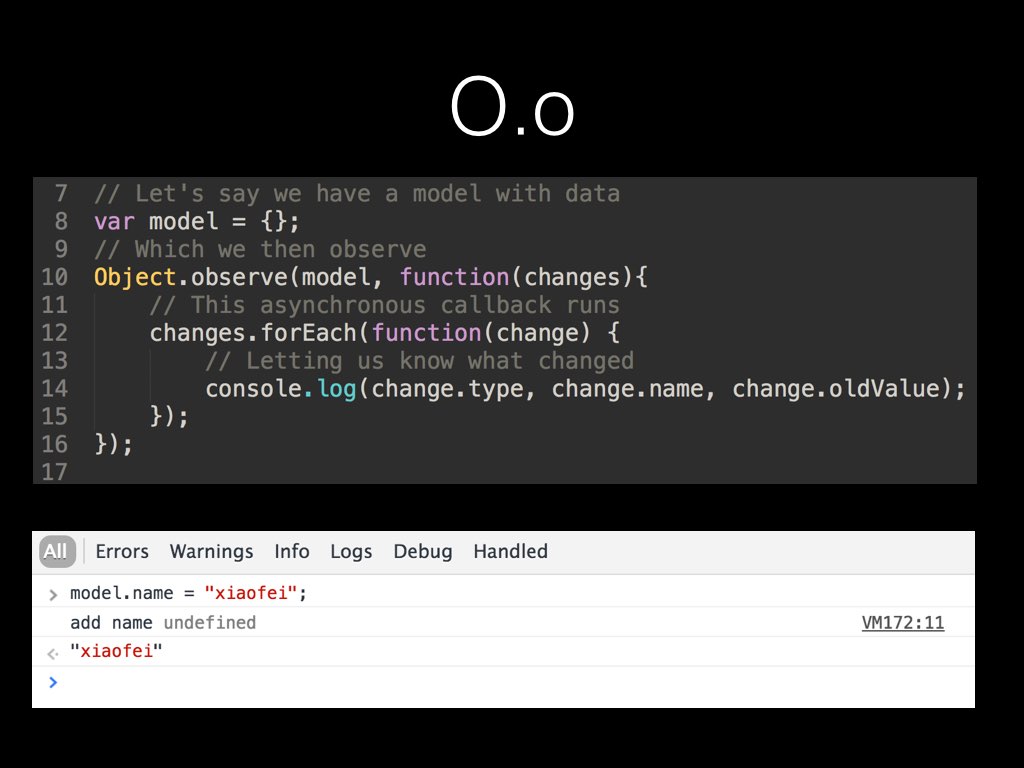 O.o
7 // Let's say we have a model with data
8 var model = {};
9 // Which we then observe
10 Object.observe(model, function(changes){
11 // This asynchronous callback runs
12 changes.forEach(function(change) {
13 // Letting us know what changed
14 console.log(change.type, change.name, change.oldValue);
15 });
16 });
17
All Errors Warnings Info Logs Debug Handled
> model.name = "xiaofei";
add name undefined VM172:11
<· "xiaofei"
>